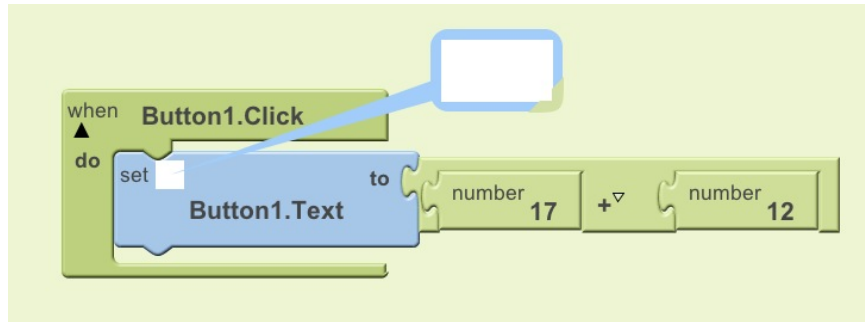 when Button1.Click
do
set Button1.Text to
number 17 + number 12